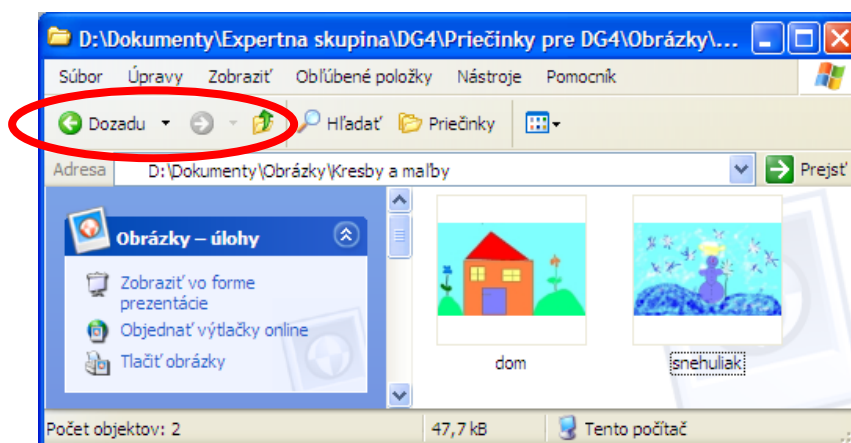 D:\Dokumenty\Expertna skupina\DG4\Priečinky pre DG4\Obrázky\...
Súbor Úpravy Zobraziť Obľúbené položky Nástroje Pomocník
Dozadu Hľadať Priečinky
Adresa D:\Dokumenty\Obrázky\Kresby a maľby Prejsť
Obrázky – úlohy
Zobraziť vo forme
prezentácie
Objednať výtlačky online
Tlačiť obrázky
dom snehuliak
Počet objektov: 2 47,7 kB Tento počítač